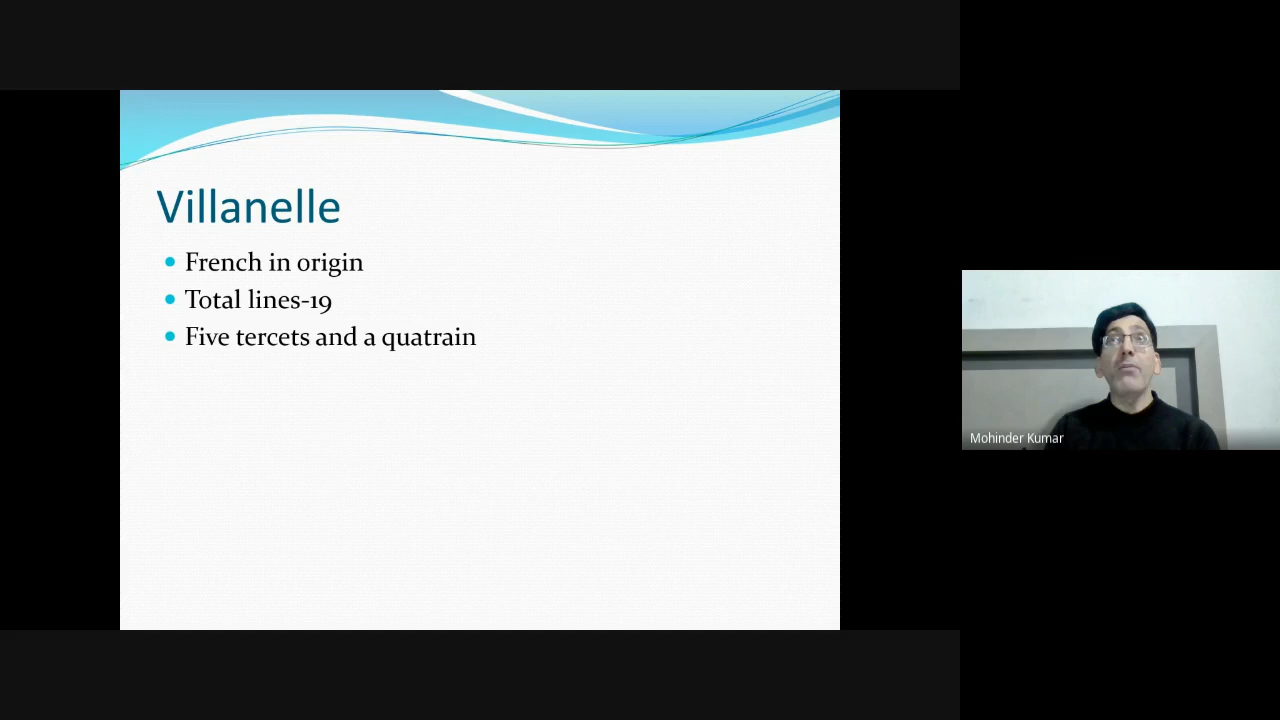 Villanelle
French in origin
Total lines-19
Five tercets and a quatrain
Mohinder Kumar